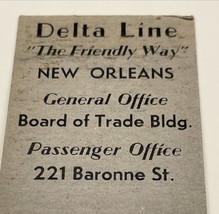 Delta Line
"The Friendly Way"
NEW ORLEANS
General Office
Board of Trade Bldg.
Passenger Office
221 Baronne St.